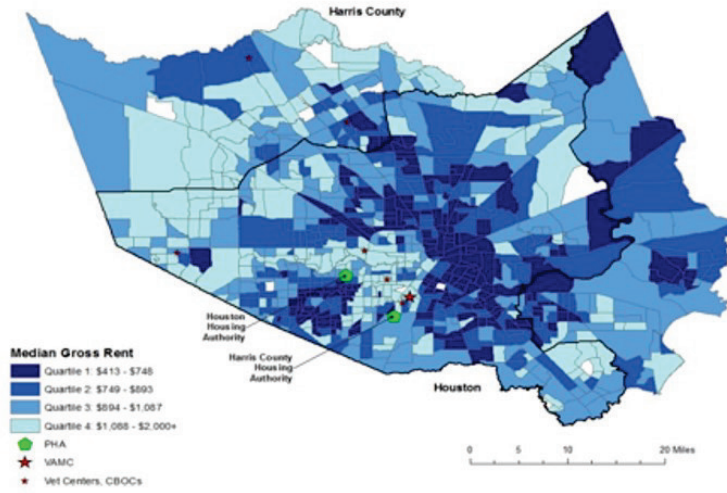 Harris County
Houston
Housing
Authority
Harris County
Housing
Authority
Houston
Median Gross Rent
Quartile 1: $413 - $748
Quartile 2: $749 - $893
Quartile 3: $894 - $1,087
Quartile 4: $1,088 - $2,000+
PHA
VAMC
Vet Centers, CBOCs
0 5 10 20 Miles